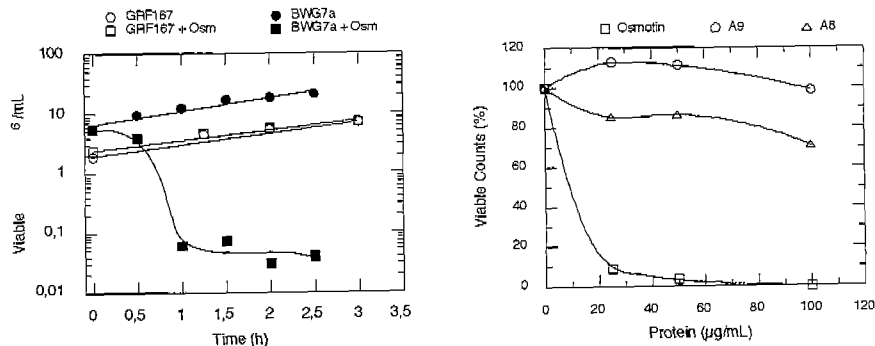 GRF167 BWG7a
GRF167 + Osm BWG7a + Osm
100
10
1
0,1
0,01
Viable
6/mL
0 0,5 1 1,5 2 2,5 3 3,5
Time (h)
Osmotin A9 A8
120
100
80
60
40
20
0
Viable Counts (%)
0 20 40 60 80 100 120
Protein (µg/mL)